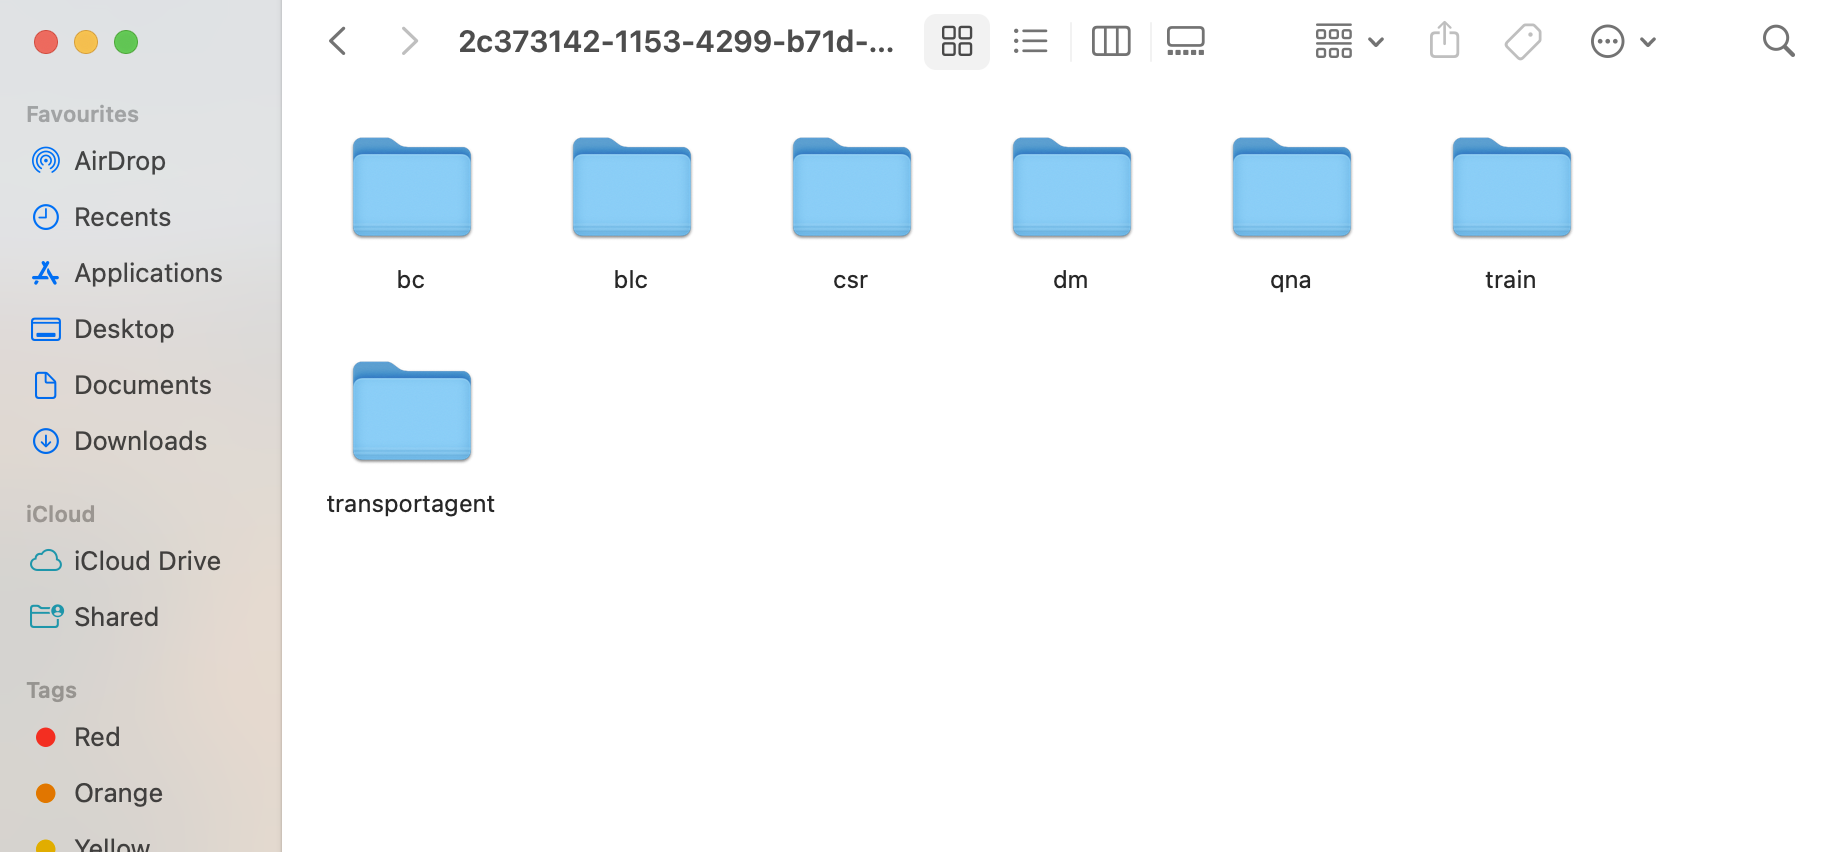 2c373142-1153-4299-b71d-...
Favourites
AirDrop
Recents
Applications
Desktop
Documents
Downloads
iCloud
iCloud Drive
Shared
Tags
Red
Orange
Yellow
bc
blc
csr
dm
qna
train
transportagent